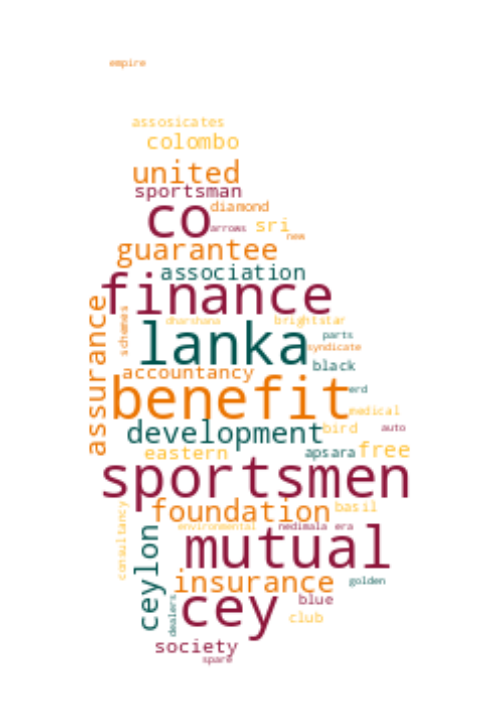 empire
assosicates
colombo
united
sportsman
diamond
co
arrows
sri
new
guarantee
association
finance
assurance
schemes
dharshana
brightstar
lanka
parts
syndicate
accountancy
black
benefit
erd
medical
development
bird
auto
eastern
apsara
free
sportsmen
consultancy
foundation
basil
environmental
nedimala
era
ceylon
mutual
insurance
golden
dealers
cey
blue
club
society
spare